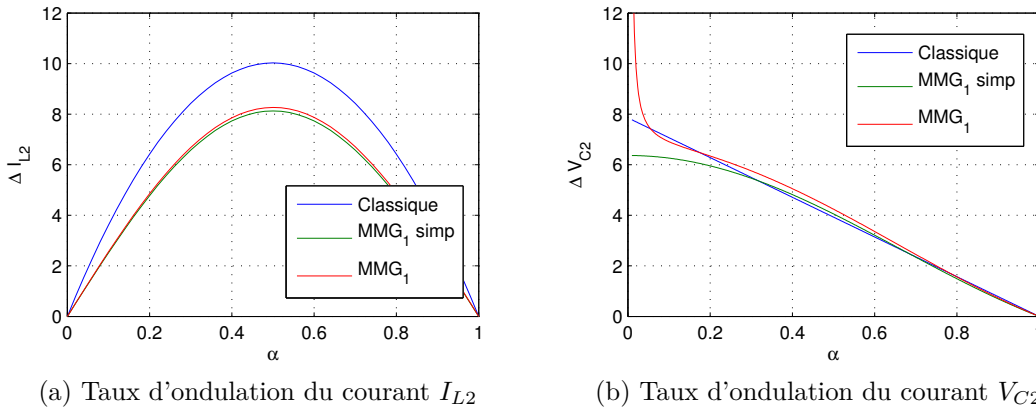 12
10
8
6
4
2
0
Δ I_L2
0 0.2 0.4 0.6 0.8 1
α
Classique
MMG_1 simp
MMG_1
(a) Taux d'ondulation du courant I_L2
12
10
8
6
4
2
0
Δ V_C2
0 0.2 0.4 0.6 0.8
α
Classique
MMG_1 simp
MMG_1
(b) Taux d'ondulation du courant V_C2